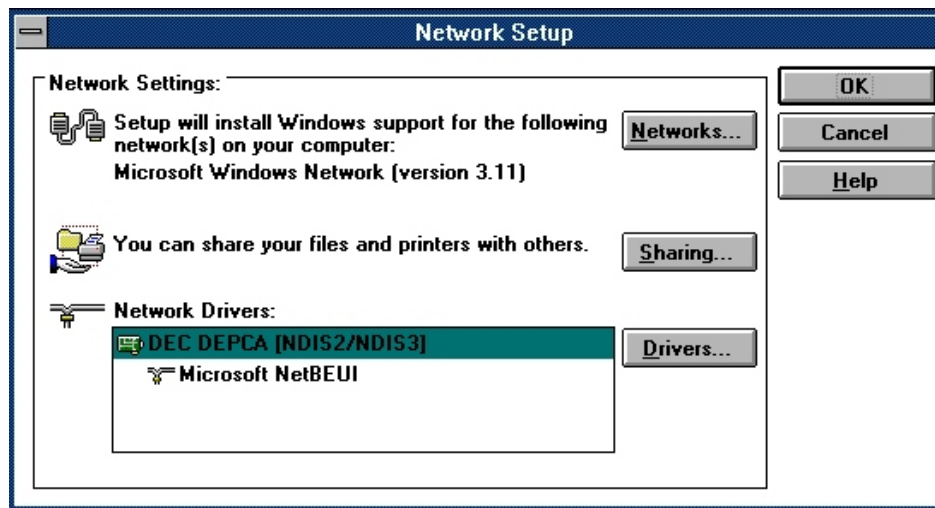 Network Setup
Network Settings:
Setup will install Windows support for the following
network(s) on your computer:
Microsoft Windows Network (version 3.11)
Networks...
You can share your files and printers with others.
Sharing...
Network Drivers:
DEC DEPCA [NDIS2/NDIS3]
Microsoft NetBEUI
Drivers...
OK
Cancel
Help